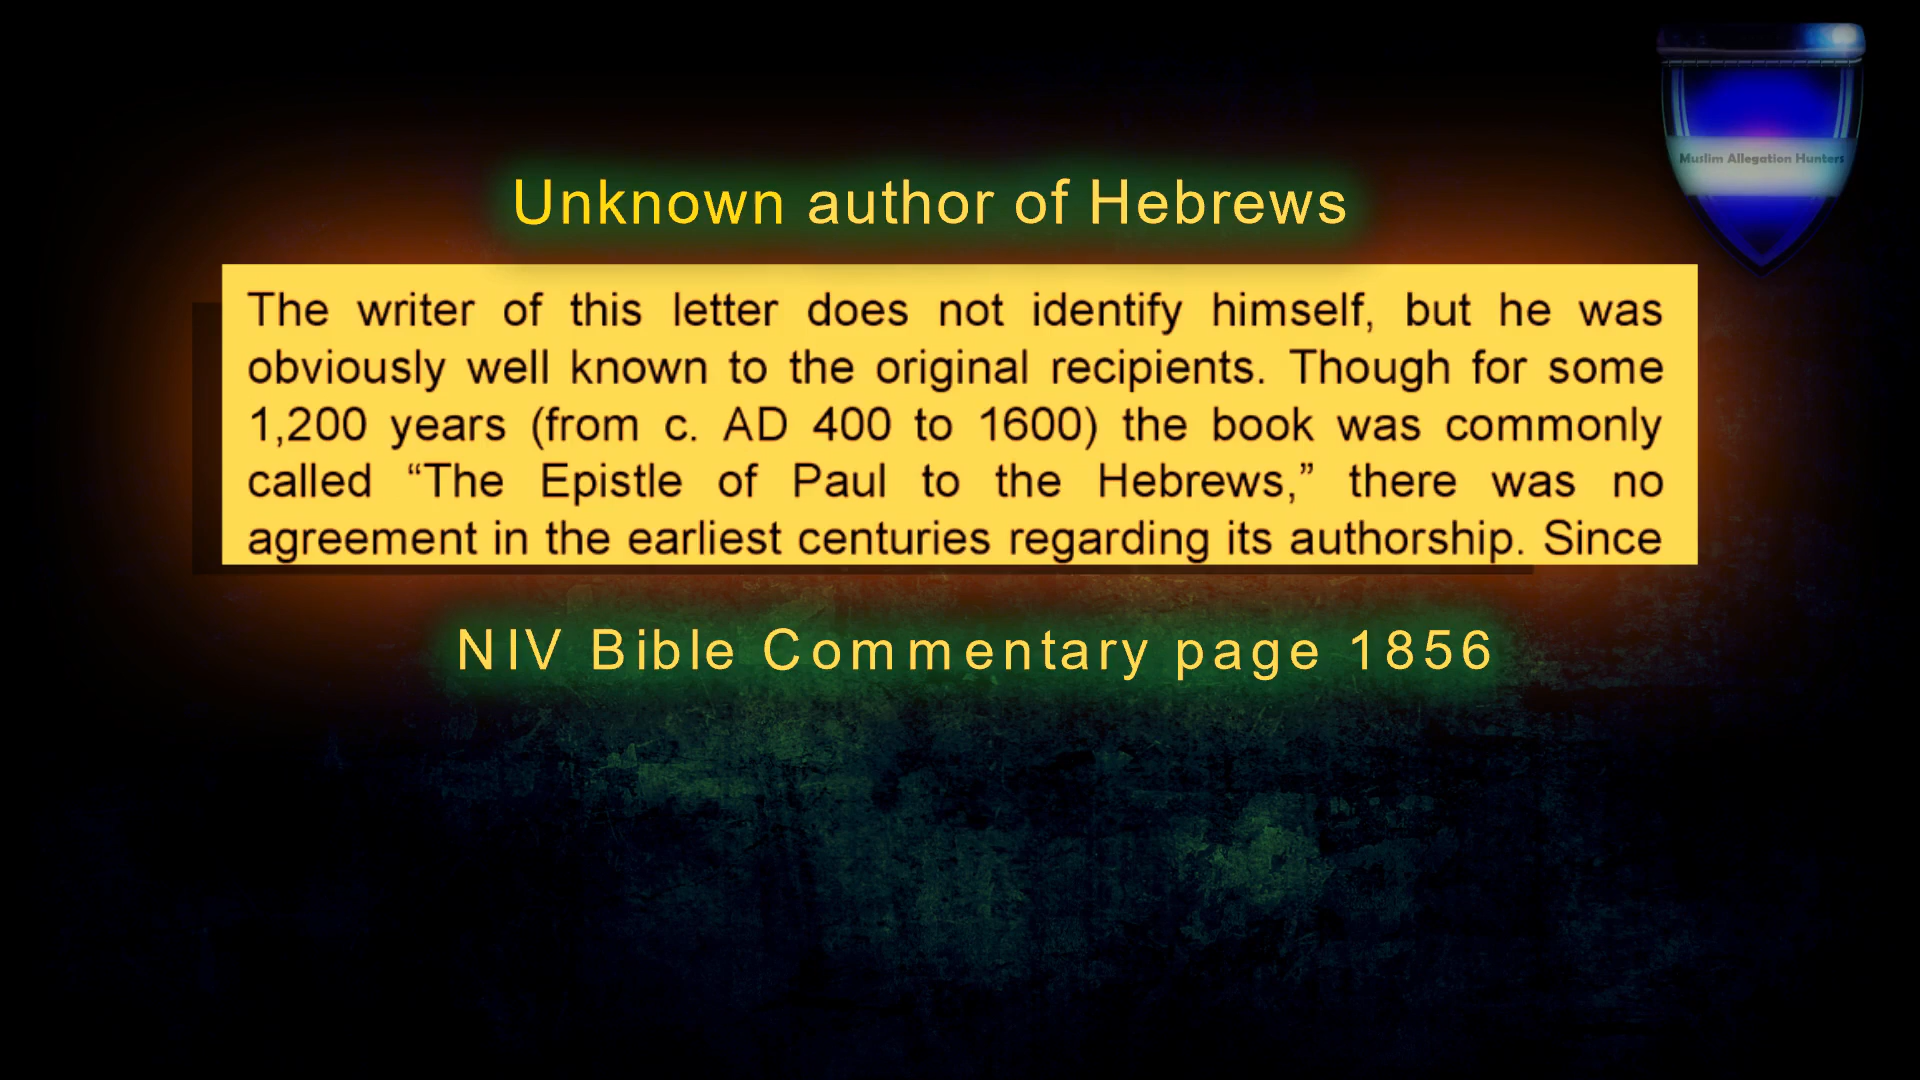 Muslim Allegation Hunters
Unknown author of Hebrews
The writer of this letter does not identify himself, but he was
obviously well known to the original recipients. Though for some
1,200 years (from c. AD 400 to 1600) the book was commonly
called “The Epistle of Paul to the Hebrews,” there was no
agreement in the earliest centuries regarding its authorship. Since
NIV Bible Commentary page 1856